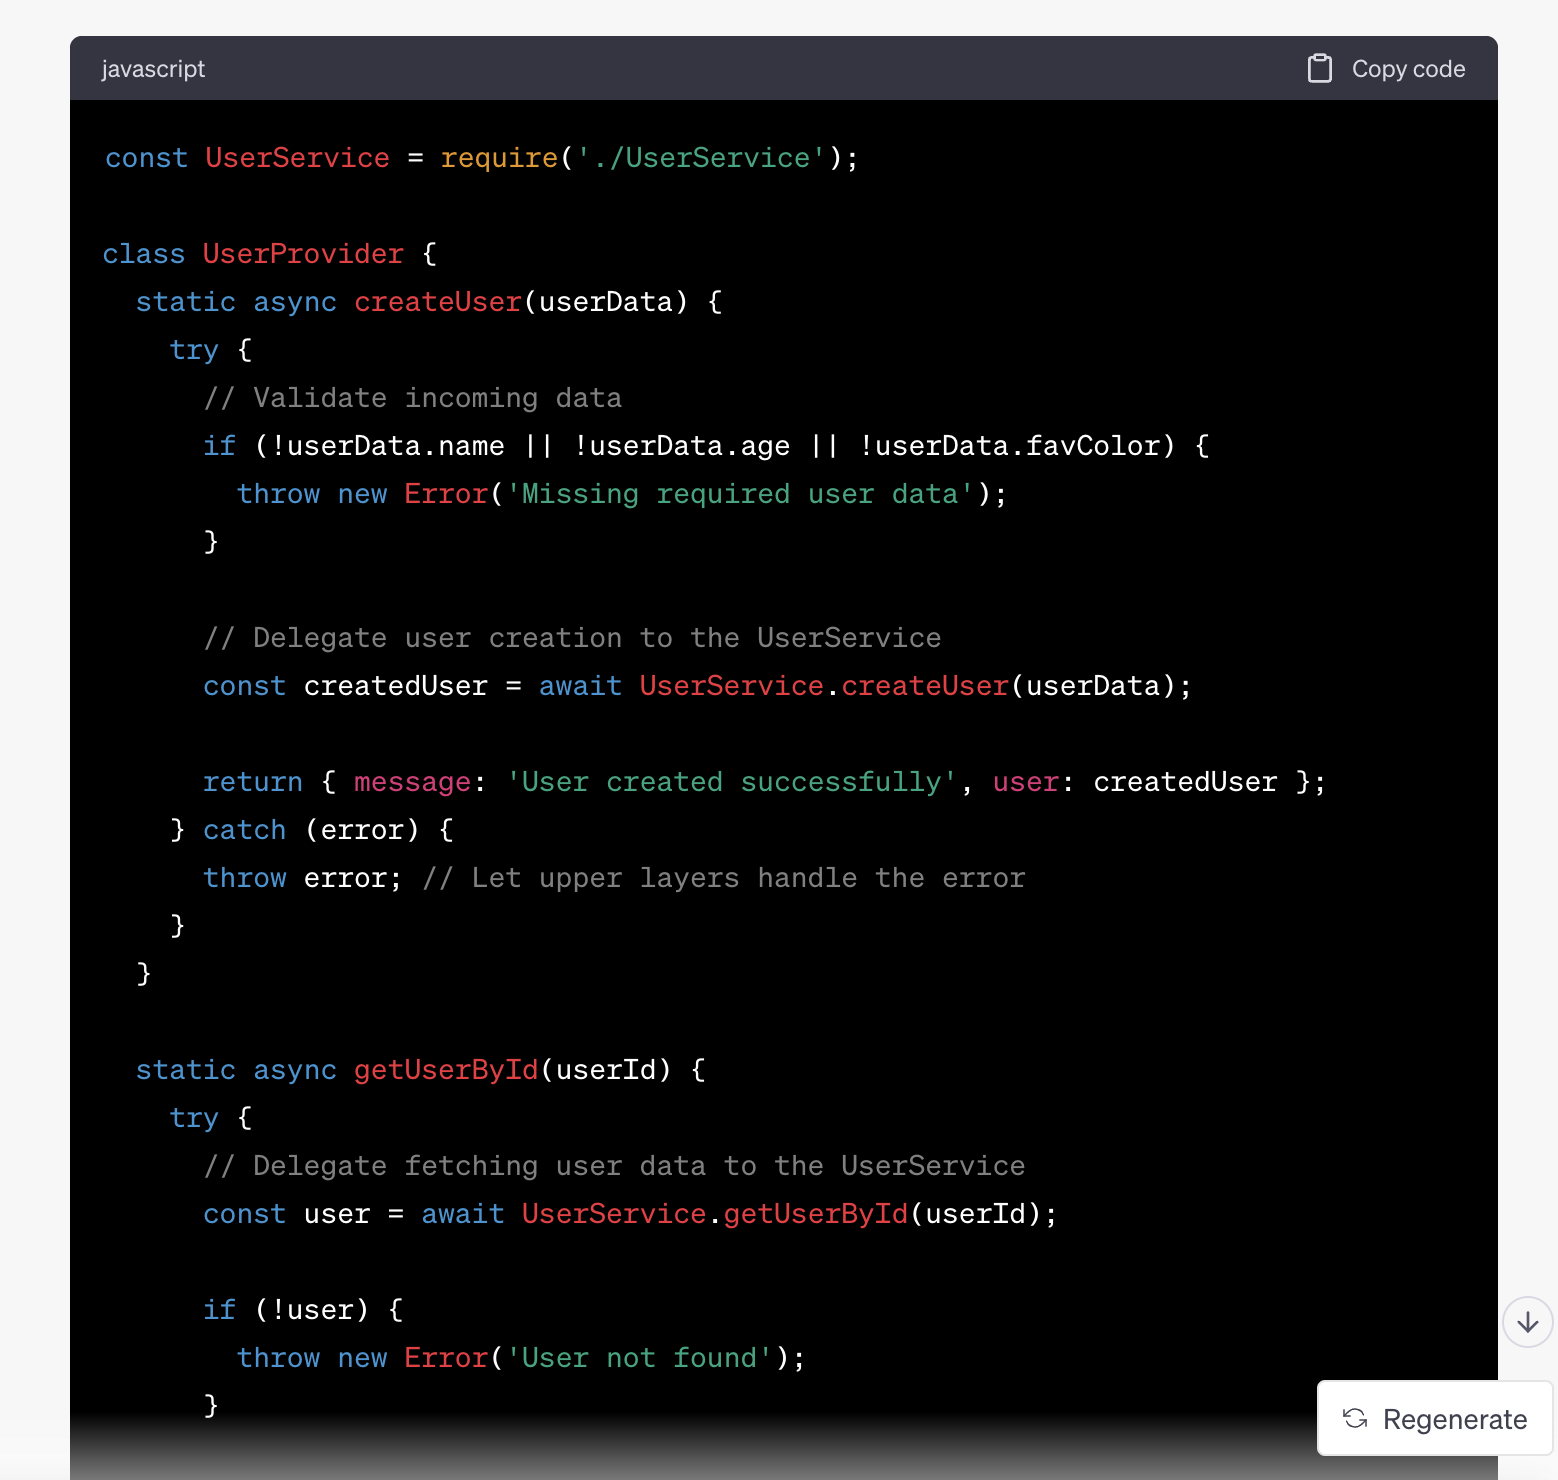 javascript
Copy code
const UserService = require('./UserService');
class UserProvider {
static async createUser(userData) {
try {
// Validate incoming data
if (!userData.name || !userData.age || !userData.favColor) {
throw new Error('Missing required user data');
}
// Delegate user creation to the UserService
const createdUser = await UserService.createUser(userData);
return { message: 'User created successfully', user: createdUser };
} catch (error) {
throw error; // Let upper layers handle the error
}
}
static async getUserById(userId) {
try {
// Delegate fetching user data to the UserService
const user = await UserService.getUserById(userId);
if (!user) {
throw new Error('User not found');
}
Regenerate